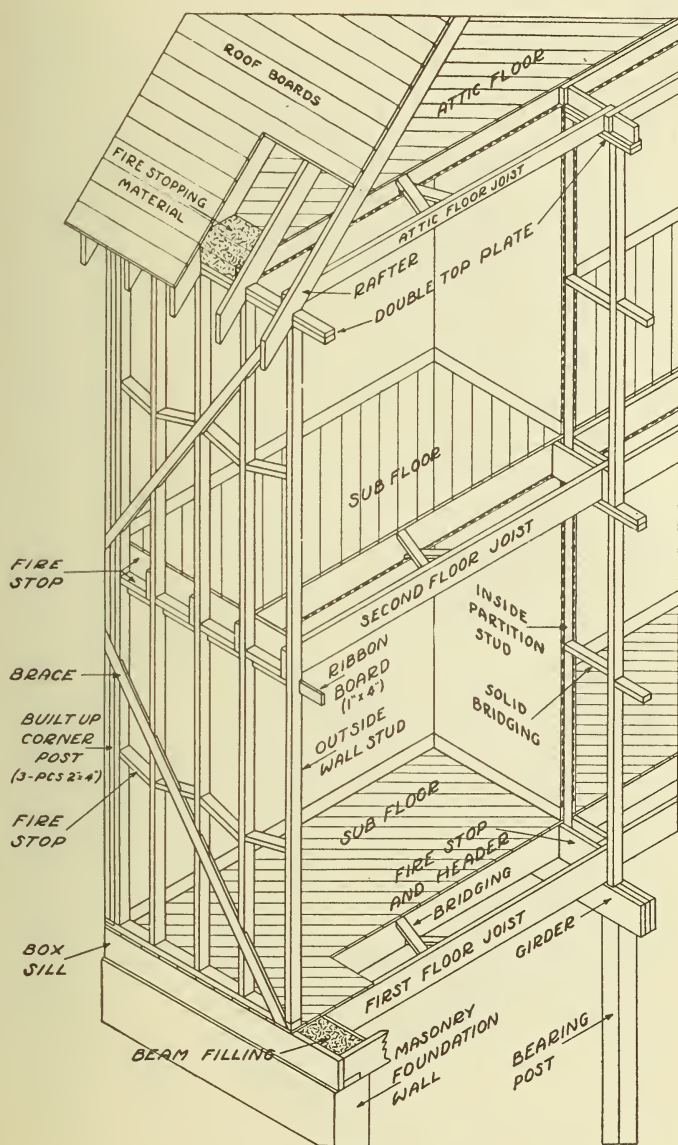 ROOF BOARDS
ATTIC FLOOR
FIRE STOPPING
MATERIAL
ATTIC FLOOR JOIST
RAFTER
DOUBLE TOP PLATE
SUB FLOOR
FIRE
STOP
SECOND FLOOR JOIST
INSIDE
PARTITION
STUD
RIBBON
BOARD
(1"x4")
BRACE
SOLID
BRIDGING
OUTSIDE
WALL STUD
BUILT UP
CORNER
POST
(3-PCS 2"x4")
FIRE
STOP
SUB FLOOR
FIRE STOP
AND HEADER
BRIDGING
BOX
SILL
FIRST FLOOR JOIST
GIRDER
BEAM FILLING
MASONRY
FOUNDATION
WALL
BEARING
POST